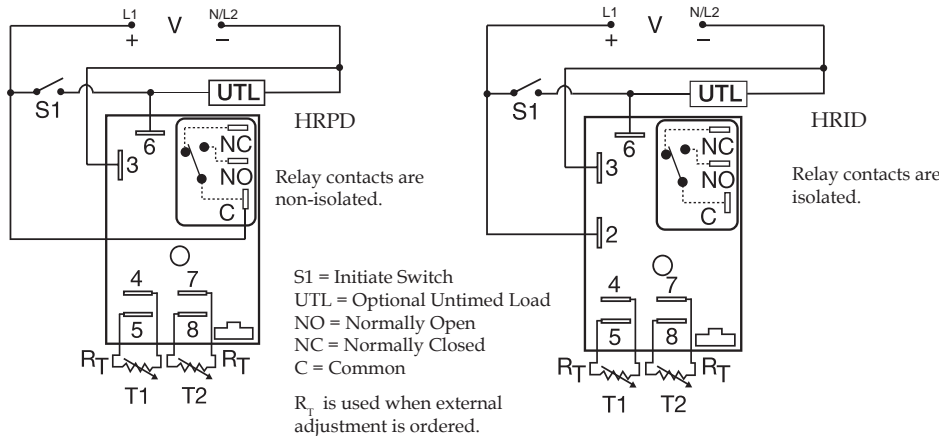 L1 V N/L2
+ −
S1 UTL
HRPD
6
NC
3
NO
C
Relay contacts are
non-isolated.
4 7
5 8
RT RT
T1 T2
S1 = Initiate Switch
UTL = Optional Untimed Load
NO = Normally Open
NC = Normally Closed
C = Common
RT is used when external
adjustment is ordered.
L1 V N/L2
+ −
S1 UTL
HRID
6
NC
3
NO
C
2
Relay contacts are
isolated.
4 7
5 8
RT RT
T1 T2